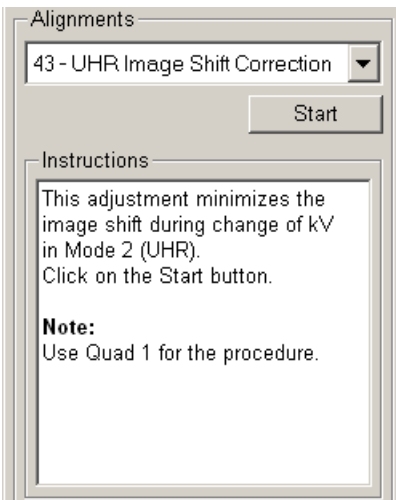 Alignments
43 - UHR Image Shift Correction
Start
Instructions
This adjustment minimizes the
image shift during change of kV
in Mode 2 (UHR).
Click on the Start button.
Note:
Use Quad 1 for the procedure.